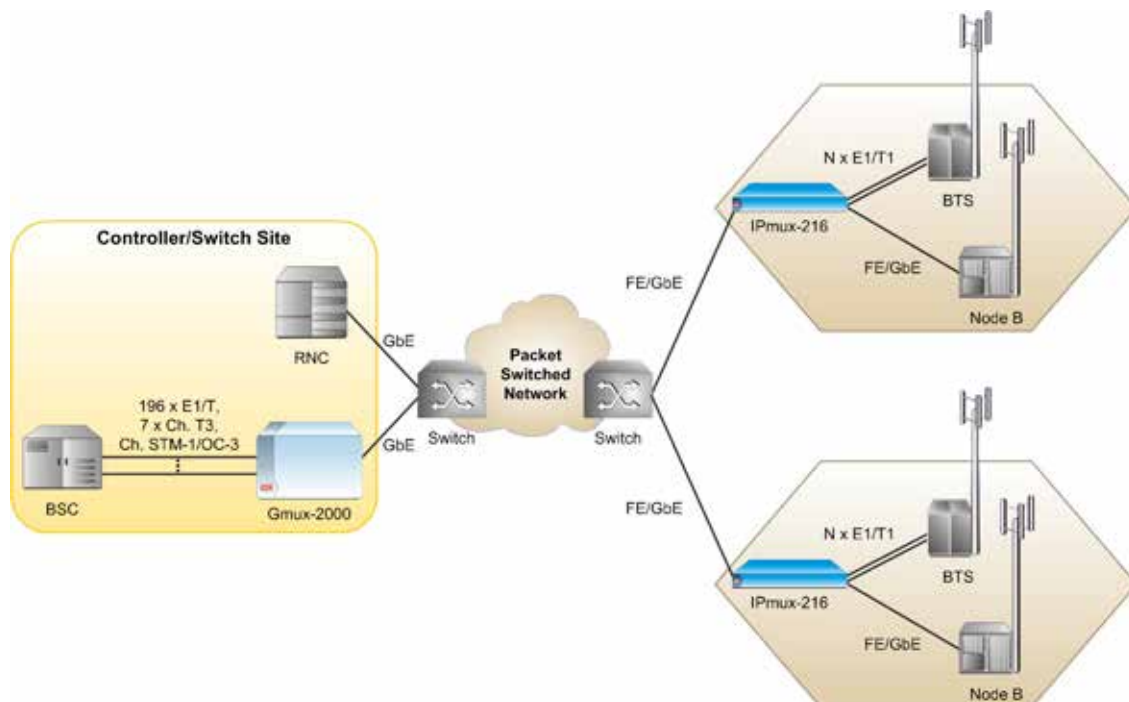 Controller/Switch Site
RNC
GbE
196 x E1/T,
7 x Ch. T3,
Ch, STM-1/OC-3
BSC
Gmux-2000
GbE
Switch
Packet
Switched
Network
Switch
FE/GbE
FE/GbE
IPmux-216
N x E1/T1
BTS
FE/GbE
Node B
IPmux-216
N x E1/T1
BTS
FE/GbE
Node B